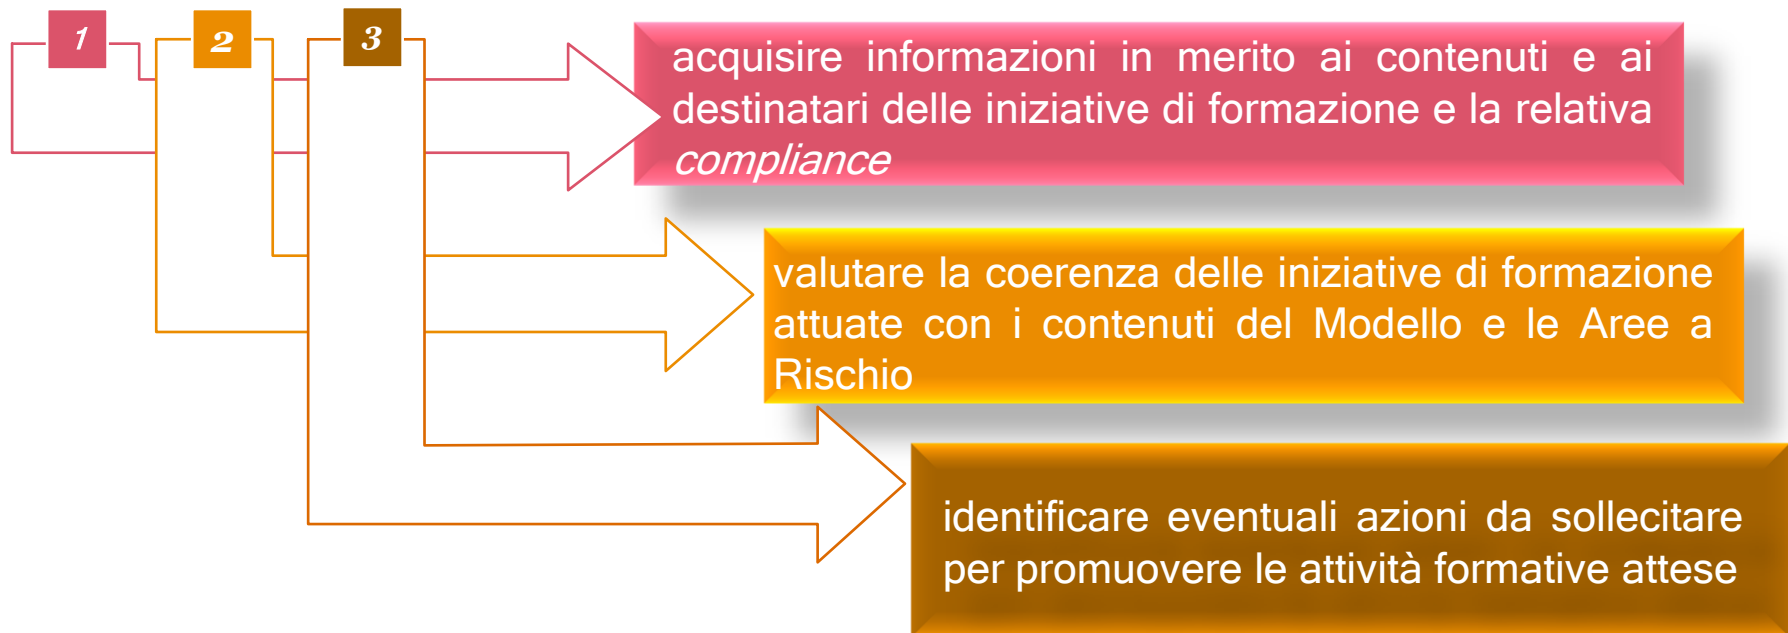 1
2
3
acquisire informazioni in merito ai contenuti e ai
destinatari delle iniziative di formazione e la relativa
compliance
valutare la coerenza delle iniziative di formazione
attuate con i contenuti del Modello e le Aree a
Rischio
identificare eventuali azioni da sollecitare
per promuovere le attività formative attese